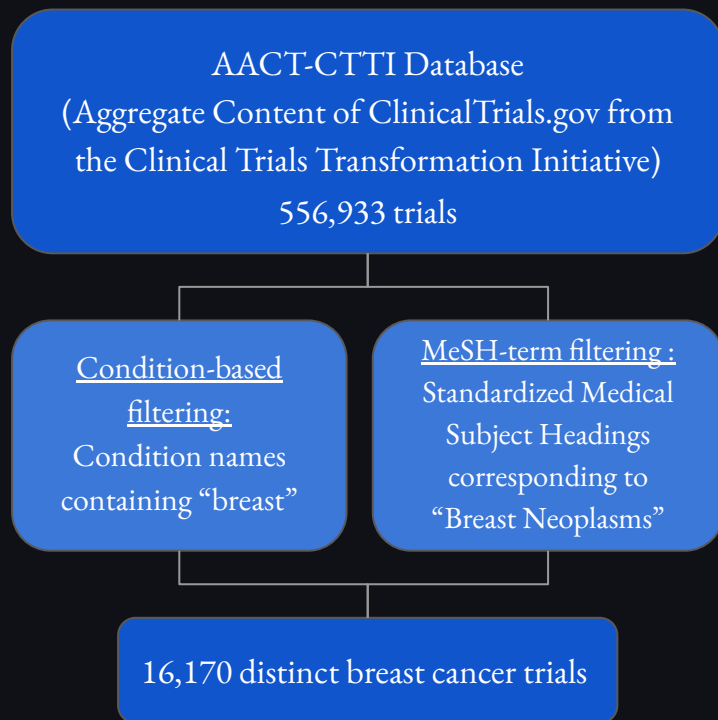 AACT-CTTI Database
(Aggregate Content of ClinicalTrials.gov from
the Clinical Trials Transformation Initiative)
556,933 trials
Condition-based
filtering:
Condition names
containing “breast”
MeSH-term filtering :
Standardized Medical
Subject Headings
corresponding to
“Breast Neoplasms”
16,170 distinct breast cancer trials